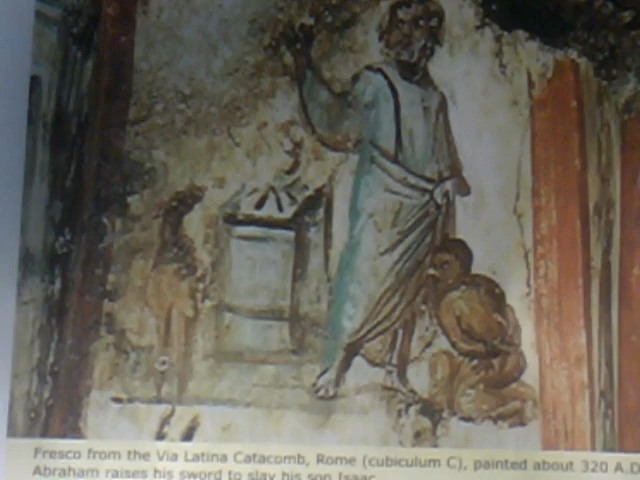 Fresco from the Via Latina Catacomb, Rome (cubiculum C), painted about 320 A.D
Abraham raises his sword to slay his son Isaac